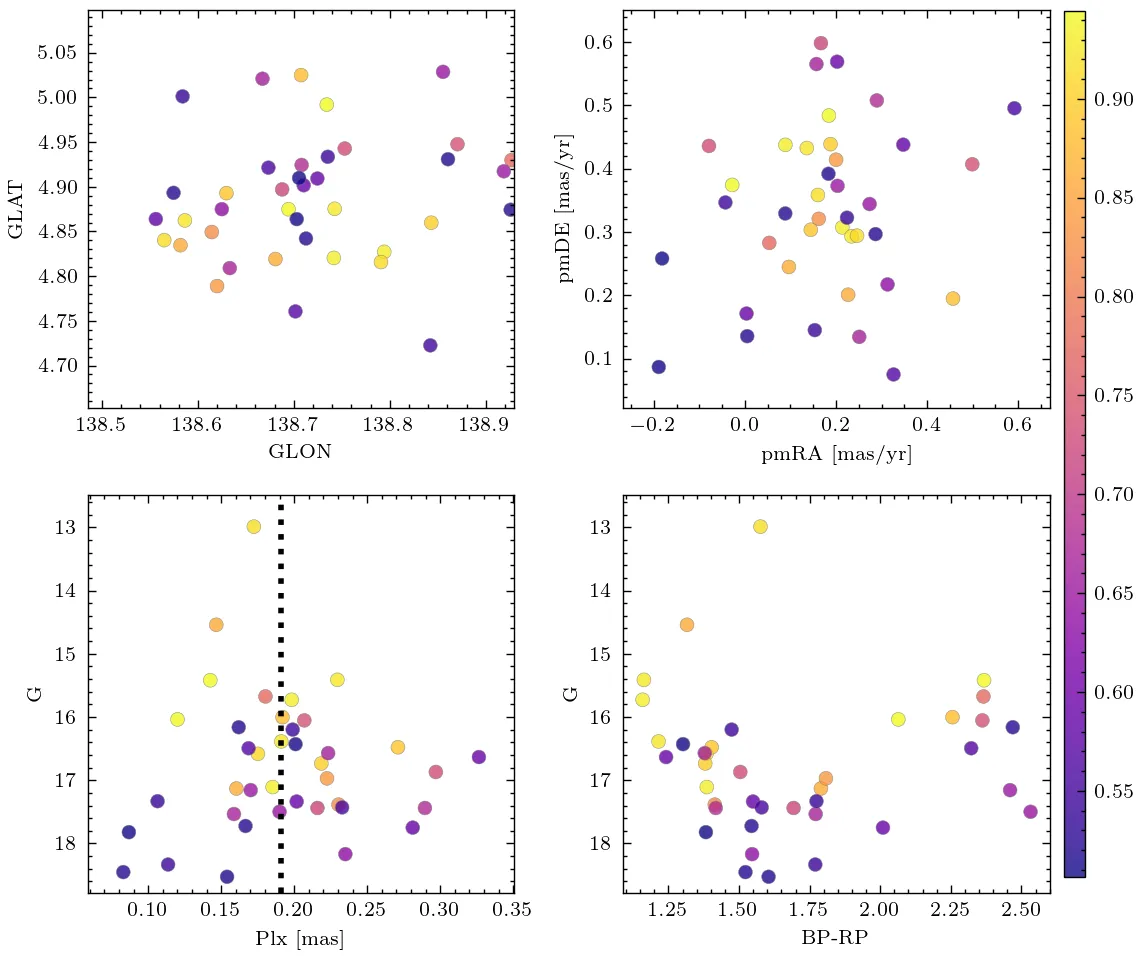 5.05
5.00
4.95
4.90
4.85
4.80
4.75
4.70
GLAT
138.5 138.6 138.7 138.8 138.9
GLON
0.6
0.5
0.4
0.3
0.2
0.1
pmDE [mas/yr]
−0.2 0.0 0.2 0.4 0.6
pmRA [mas/yr]
13
14
15
16
17
18
G
0.10 0.15 0.20 0.25 0.30 0.35
Plx [mas]
13
14
15
16
17
18
G
1.25 1.50 1.75 2.00 2.25 2.50
BP-RP
0.90
0.85
0.80
0.75
0.70
0.65
0.60
0.55